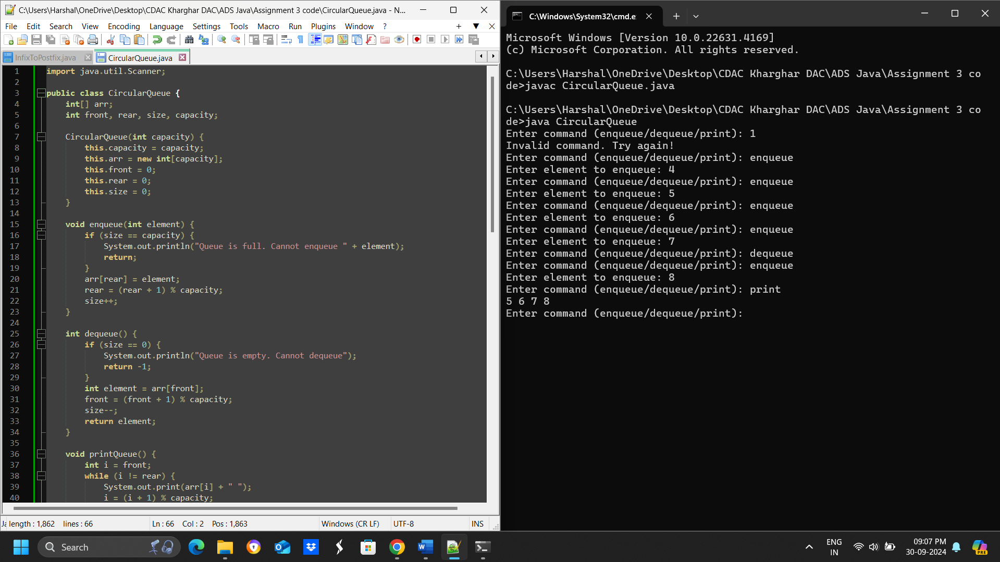 C:\Users\Harshal\OneDrive\Desktop\CDAC Kharghar DAC\ADS Java\Assignment 3 code\CircularQueue.java - N...
File Edit Search View Encoding Language Settings Tools Macro Run Plugins Window ?
InfixToPostfix.java CircularQueue.java
1 import java.util.Scanner;
2
3 public class CircularQueue {
4 int[] arr;
5 int front, rear, size, capacity;
6
7 CircularQueue(int capacity) {
8 this.capacity = capacity;
9 this.arr = new int[capacity];
10 this.front = 0;
11 this.rear = 0;
12 this.size = 0;
13 }
14
15 void enqueue(int element) {
16 if (size == capacity) {
17 System.out.println("Queue is full. Cannot enqueue " + element);
18 return;
19 }
20 arr[rear] = element;
21 rear = (rear + 1) % capacity;
22 size++;
23 }
24
25 int dequeue() {
26 if (size == 0) {
27 System.out.println("Queue is empty. Cannot dequeue");
28 return -1;
29 }
30 int element = arr[front];
31 front = (front + 1) % capacity;
32 size--;
33 return element;
34 }
35
36 void printQueue() {
37 int i = front;
38 while (i != rear) {
39 System.out.print(arr[i] + " ");
40 i = (i + 1) % capacity;
Ja length : 1,862 lines : 66 Ln : 66 Col : 2 Pos : 1,863 Windows (CR LF) UTF-8 INS
C:\Windows\System32\cmd.e
Microsoft Windows [Version 10.0.22631.4169]
(c) Microsoft Corporation. All rights reserved.
C:\Users\Harshal\OneDrive\Desktop\CDAC Kharghar DAC\ADS Java\Assignment 3 co
de>javac CircularQueue.java
C:\Users\Harshal\OneDrive\Desktop\CDAC Kharghar DAC\ADS Java\Assignment 3 co
de>java CircularQueue
Enter command (enqueue/dequeue/print): 1
Invalid command. Try again!
Enter command (enqueue/dequeue/print): enqueue
Enter element to enqueue: 4
Enter command (enqueue/dequeue/print): enqueue
Enter element to enqueue: 5
Enter command (enqueue/dequeue/print): enqueue
Enter element to enqueue: 6
Enter command (enqueue/dequeue/print): enqueue
Enter element to enqueue: 7
Enter command (enqueue/dequeue/print): dequeue
Enter command (enqueue/dequeue/print): enqueue
Enter element to enqueue: 8
Enter command (enqueue/dequeue/print): print
5 6 7 8
Enter command (enqueue/dequeue/print):
Search
ENG
IN
09:07 PM
30-09-2024
PRE